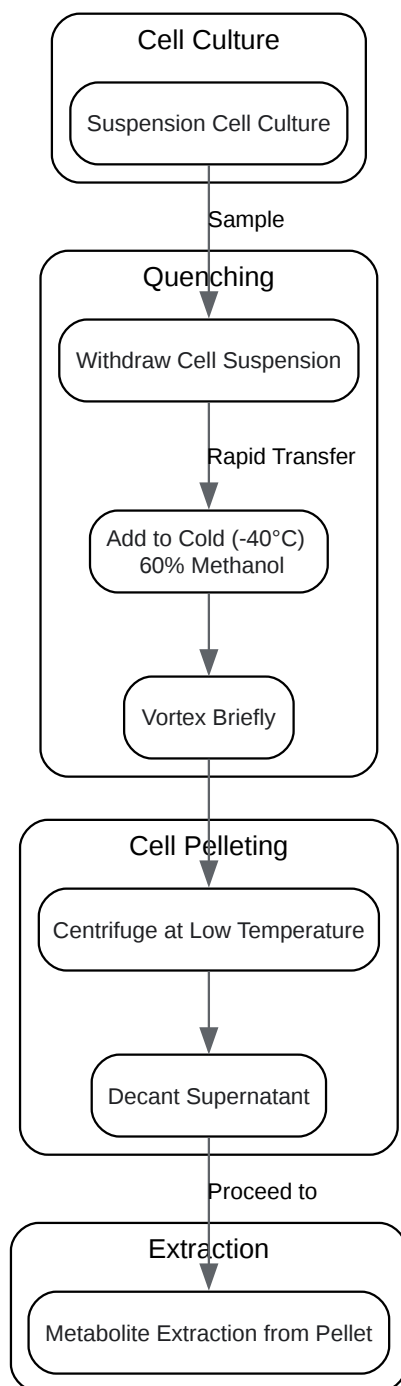 Cell Culture
Suspension Cell Culture
Sample
Quenching
Withdraw Cell Suspension
Rapid Transfer
Add to Cold (-40°C)
60% Methanol
Vortex Briefly
Cell Pelleting
Centrifuge at Low Temperature
Decant Supernatant
Proceed to
Extraction
Metabolite Extraction from Pellet